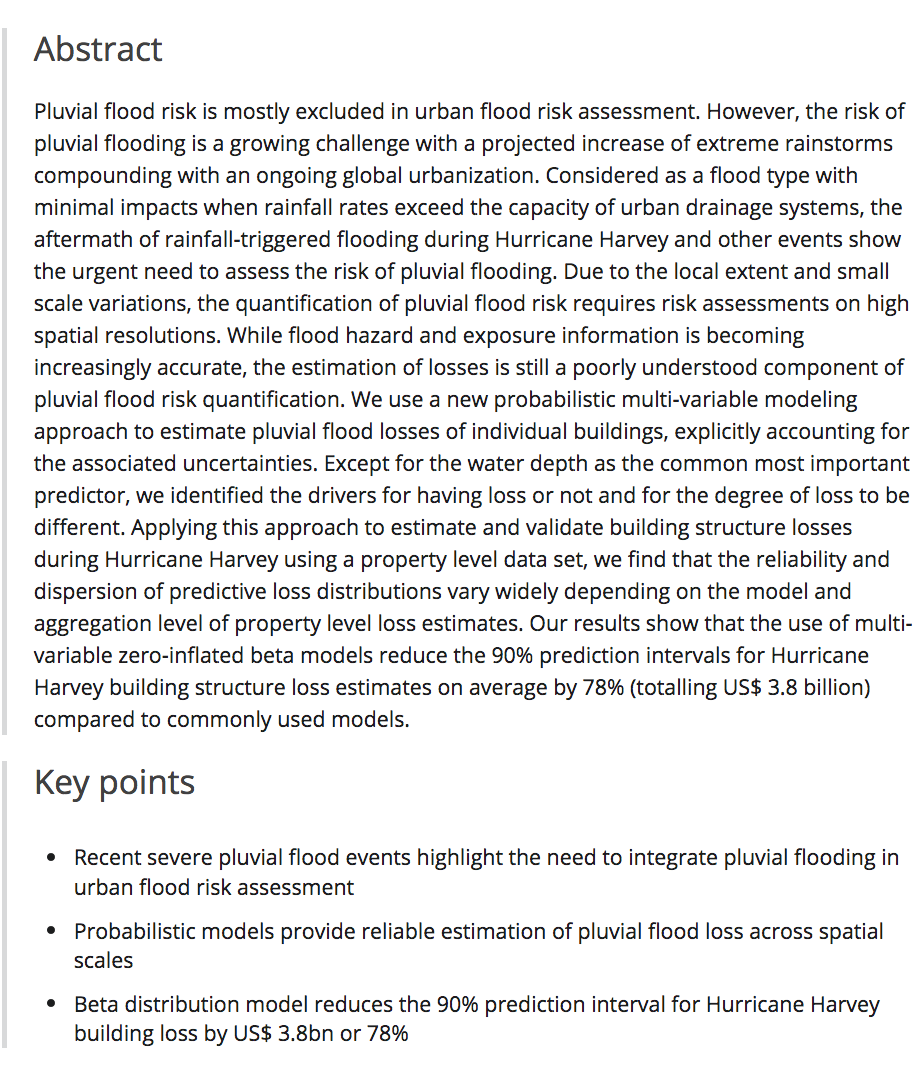 Abstract
Pluvial flood risk is mostly excluded in urban flood risk assessment. However, the risk of
pluvial flooding is a growing challenge with a projected increase of extreme rainstorms
compounding with an ongoing global urbanization. Considered as a flood type with
minimal impacts when rainfall rates exceed the capacity of urban drainage systems, the
aftermath of rainfall-triggered flooding during Hurricane Harvey and other events show
the urgent need to assess the risk of pluvial flooding. Due to the local extent and small
scale variations, the quantification of pluvial flood risk requires risk assessments on high
spatial resolutions. While flood hazard and exposure information is becoming
increasingly accurate, the estimation of losses is still a poorly understood component of
pluvial flood risk quantification. We use a new probabilistic multi-variable modeling
approach to estimate pluvial flood losses of individual buildings, explicitly accounting for
the associated uncertainties. Except for the water depth as the common most important
predictor, we identified the drivers for having loss or not and for the degree of loss to be
different. Applying this approach to estimate and validate building structure losses
during Hurricane Harvey using a property level data set, we find that the reliability and
dispersion of predictive loss distributions vary widely depending on the model and
aggregation level of property level loss estimates. Our results show that the use of multi-
variable zero-inflated beta models reduce the 90% prediction intervals for Hurricane
Harvey building structure loss estimates on average by 78% (totalling US$ 3.8 billion)
compared to commonly used models.
Key points
• Recent severe pluvial flood events highlight the need to integrate pluvial flooding in
urban flood risk assessment
• Probabilistic models provide reliable estimation of pluvial flood loss across spatial
scales
• Beta distribution model reduces the 90% prediction interval for Hurricane Harvey
building loss by US$ 3.8bn or 78%